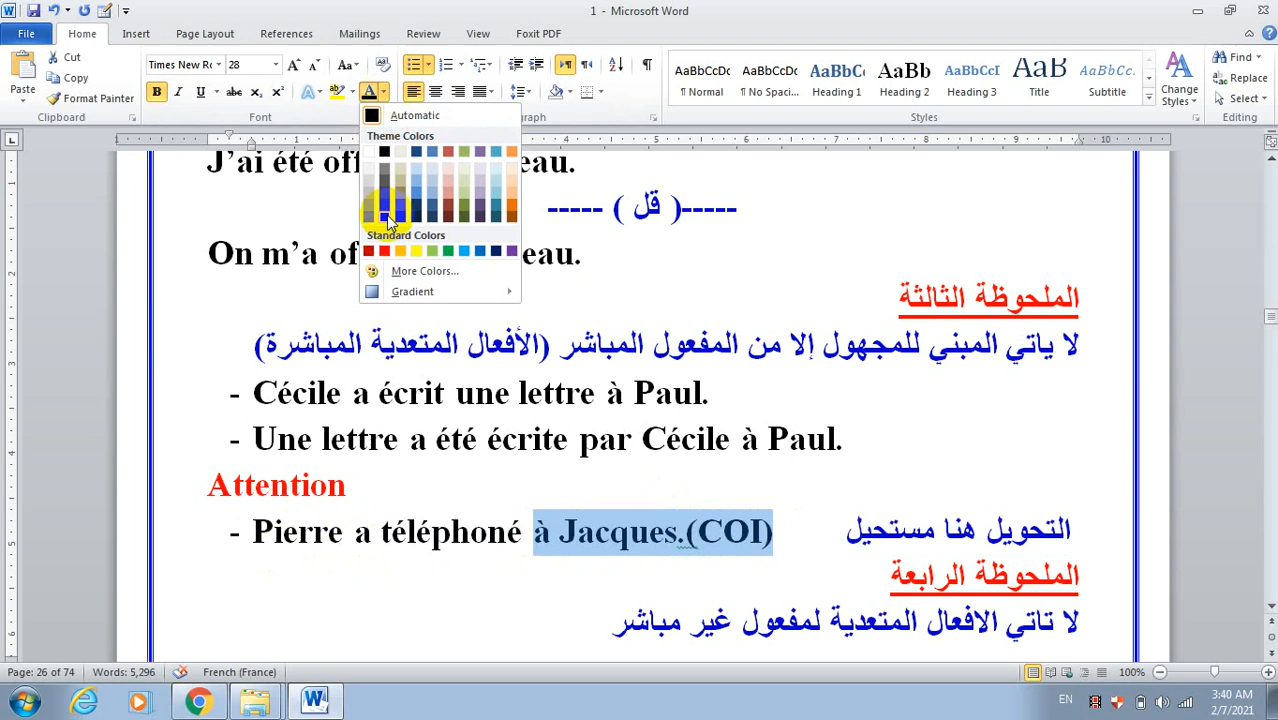 1 - Microsoft Word
File Home Insert Page Layout References Mailings Review View Foxit PDF
Cut
Copy
Format Painter
Paste
Clipboard
Times New Ro 28
Font
Styles
AaBbCcDc ¶ Normal
AaBbCcDc ¶ No Spaci...
AaBbC Heading 1
AaBb Heading 2
AaBbCcI Heading 3
AaBb Title
Change Styles
Find
Replace
Select
Editing
Automatic
Theme Colors
Standard Colors
More Colors...
Gradient
J'ai été off eau.
----- ( قل )-----
On m'a of eau.
الملحوظة الثالثة
لا ياتي المبني للمجهول إلا من المفعول المباشر (الأفعال المتعدية المباشرة)
- Cécile a écrit une lettre à Paul.
- Une lettre a été écrite par Cécile à Paul.
Attention
- Pierre a téléphoné à Jacques.(COI) التحويل هنا مستحيل
الملحوظة الرابعة
لا تاتي الافعال المتعدية لمفعول غير مباشر
Page: 26 of 74 Words: 5,296 French (France) 100%
EN 3:40 AM
2/7/2021